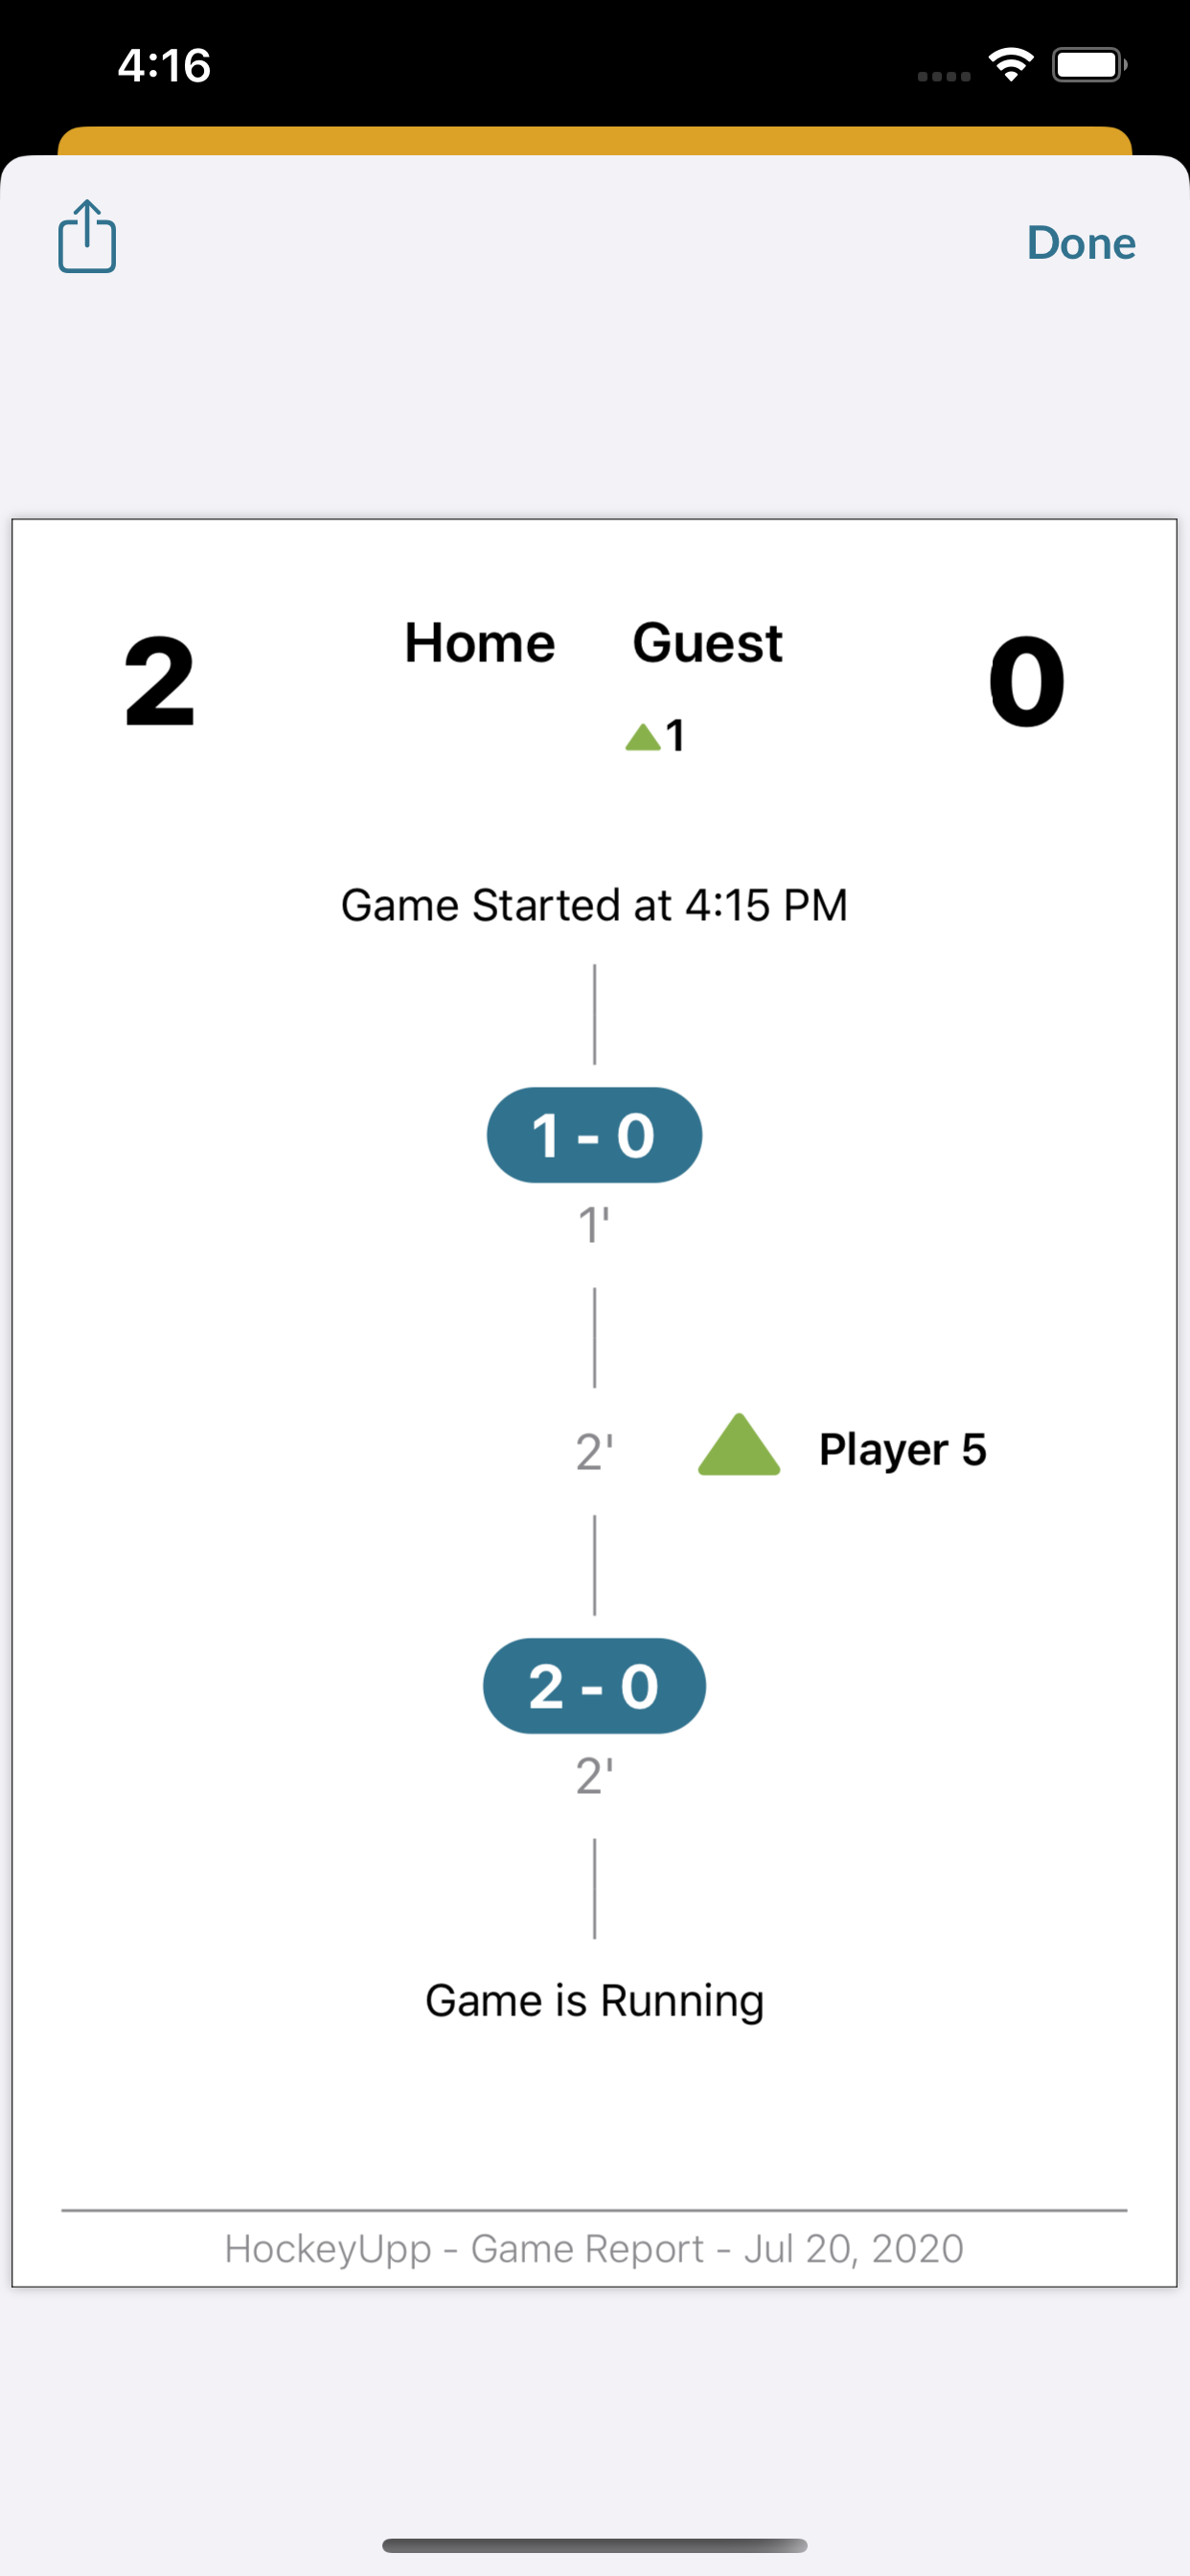 4:16
Done
2 Home Guest 0
1
Game Started at 4:15 PM
1 - 0
1'
2' Player 5
2 - 0
2'
Game is Running
HockeyUpp - Game Report - Jul 20, 2020